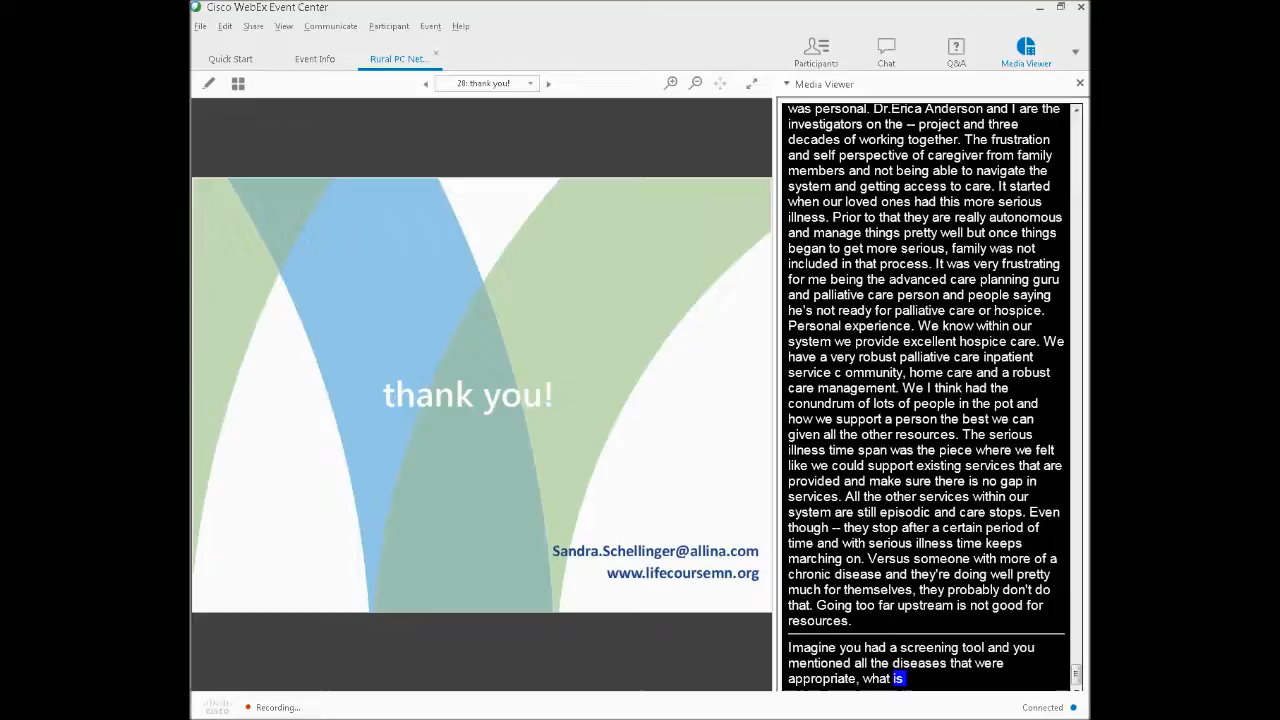 Cisco WebEx Event Center
File Edit Share View Communicate Participant Event Help
Quick Start Event Info Rural PC Net...
Participants Chat Q&A Media Viewer
28: thank you!
Media Viewer
thank you!
Sandra.Schellinger@allina.com
www.lifecoursemn.org
was personal. Dr.Erica Anderson and I are the
investigators on the -- project and three
decades of working together. The frustration
and self perspective of caregiver from family
members and not being able to navigate the
system and getting access to care. It started
when our loved ones had this more serious
illness. Prior to that they are really autonomous
and manage things pretty well but once things
began to get more serious, family was not
included in that process. It was very frustrating
for me being the advanced care planning guru
and palliative care person and people saying
he's not ready for palliative care or hospice.
Personal experience. We know within our
system we provide excellent hospice care. We
have a very robust palliative care inpatient
service c ommunity, home care and a robust
care management. We I think had the
conundrum of lots of people in the pot and
how we support a person the best we can
given all the other resources. The serious
illness time span was the piece where we felt
like we could support existing services that are
provided and make sure there is no gap in
services. All the other services within our
system are still episodic and care stops. Even
though -- they stop after a certain period of
time and with serious illness time keeps
marching on. Versus someone with more of a
chronic disease and they're doing well pretty
much for themselves, they probably don't do
that. Going too far upstream is not good for
resources.
Imagine you had a screening tool and you
mentioned all the diseases that were
appropriate, what is
cisco Recording... Connected